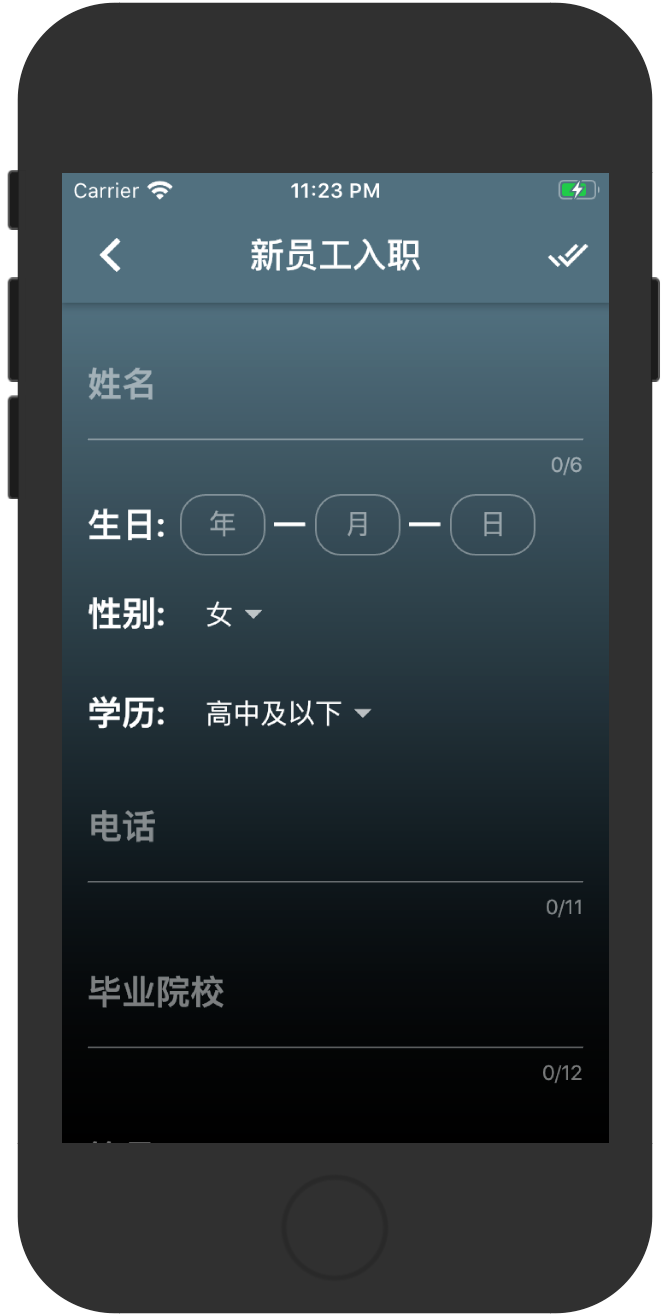 Carrier 11:23 PM
新员工入职
姓名
0/6
生日: 年 — 月 — 日
性别: 女
学历: 高中及以下
电话
0/11
毕业院校
0/12